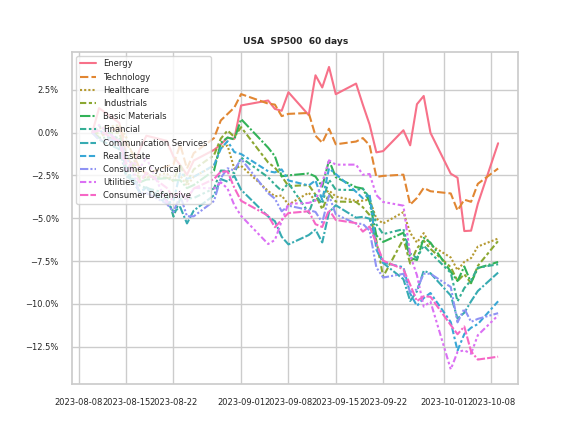 USA SP500 60 days
Energy
Technology
Healthcare
Industrials
Basic Materials
Financial
Communication Services
Real Estate
Consumer Cyclical
Utilities
Consumer Defensive
2.5%
0.0%
−2.5%
−5.0%
−7.5%
−10.0%
−12.5%
2023-08-08 2023-08-15 2023-08-22 2023-09-01 2023-09-08 2023-09-15 2023-09-22 2023-10-01 2023-10-08